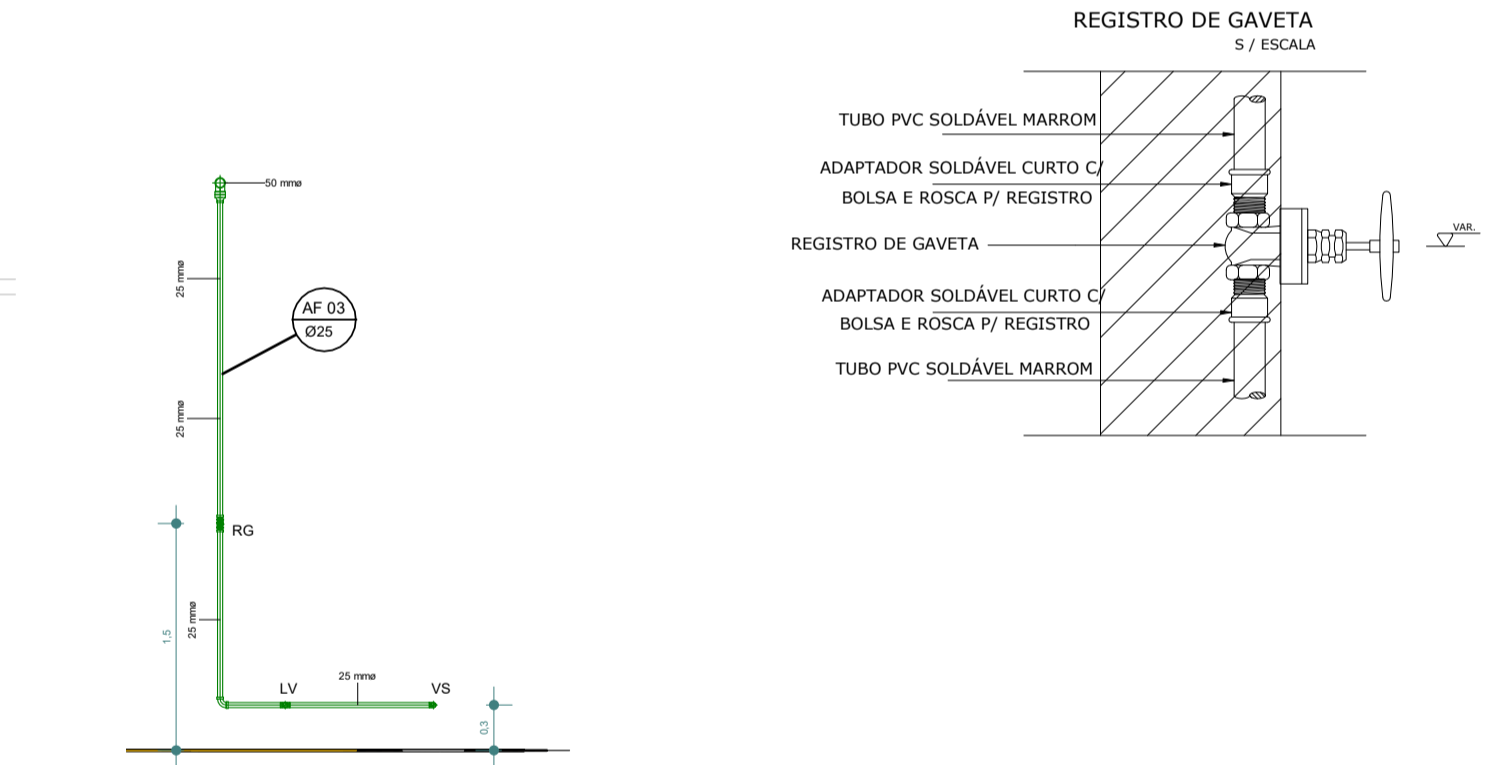 REGISTRO DE GAVETA
S / ESCALA
TUBO PVC SOLDÁVEL MARROM
ADAPTADOR SOLDÁVEL CURTO C/
BOLSA E ROSCA P/ REGISTRO
REGISTRO DE GAVETA
VAR.
ADAPTADOR SOLDÁVEL CURTO C/
BOLSA E ROSCA P/ REGISTRO
TUBO PVC SOLDÁVEL MARROM
50 mmø
25 mmø
AF 03
Ø25
25 mmø
RG
25 mmø
1,5
LV
25 mmø
VS
0,3